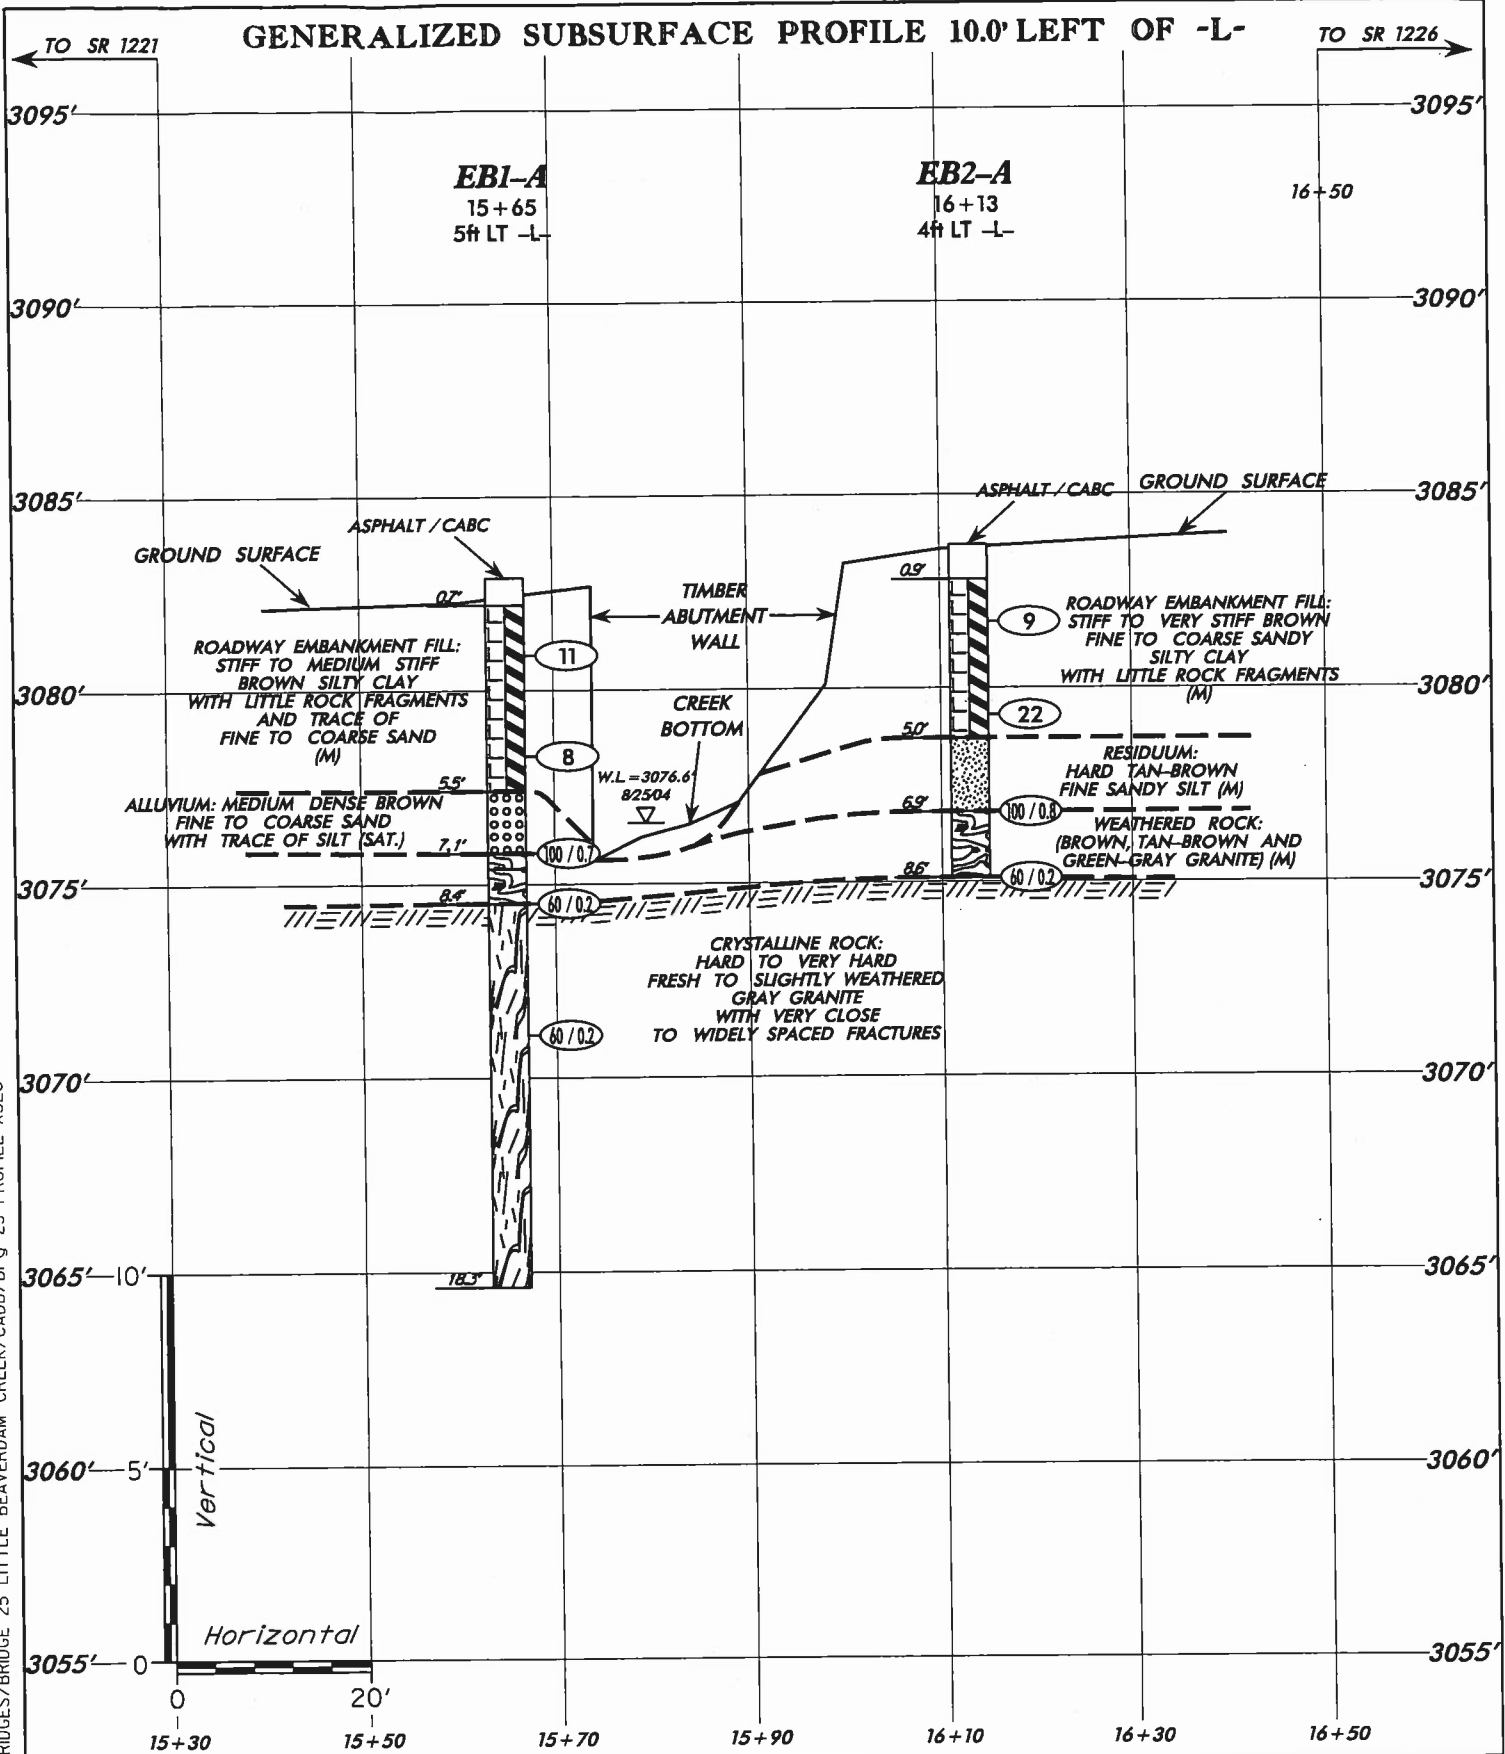 GENERALIZED SUBSURFACE PROFILE 10.0' LEFT OF -L-
TO SR 1221
TO SR 1226
3095'
3095'
EB1-A
15+65
5ft LT -L-
EB2-A
16+13
4ft LT -L-
16+50
3090'
3090'
3085'
3085'
ASPHALT/CABC
GROUND SURFACE
ASPHALT/CABC
GROUND SURFACE
0.7'
0.9'
TIMBER
ABUTMENT
WALL
ROADWAY EMBANKMENT FILL:
STIFF TO MEDIUM STIFF
BROWN SILTY CLAY
WITH LITTLE ROCK FRAGMENTS
AND TRACE OF
FINE TO COARSE SAND
(M)
11
8
9
22
ROADWAY EMBANKMENT FILL:
STIFF TO VERY STIFF BROWN
FINE TO COARSE SANDY
SILTY CLAY
WITH LITTLE ROCK FRAGMENTS
(M)
3080'
3080'
CREEK
BOTTOM
W.L.=3076.6'
8/25/04
5.0'
RESIDUUM:
HARD TAN-BROWN
FINE SANDY SILT (M)
5.5'
ALLUVIUM: MEDIUM DENSE BROWN
FINE TO COARSE SAND
WITH TRACE OF SILT (SAT.)
7.1'
100/0.7
6.9'
100/0.8
WEATHERED ROCK:
(BROWN, TAN-BROWN AND
GREEN-GRAY GRANITE) (M)
3075'
3075'
8.4'
60/0.2
8.6'
60/0.2
CRYSTALLINE ROCK:
HARD TO VERY HARD
FRESH TO SLIGHTLY WEATHERED
GRAY GRANITE
WITH VERY CLOSE
TO WIDELY SPACED FRACTURES
60/0.2
3070'
3070'
18.3'
3065'
10'
3065'
Vertical
3060'
5'
3060'
Horizontal
3055'
0
3055'
0
20'
15+30
15+50
15+70
15+90
16+10
16+30
16+50
BRIDGE 25 LITTLE BEAVERDAM CREEK/CADD/